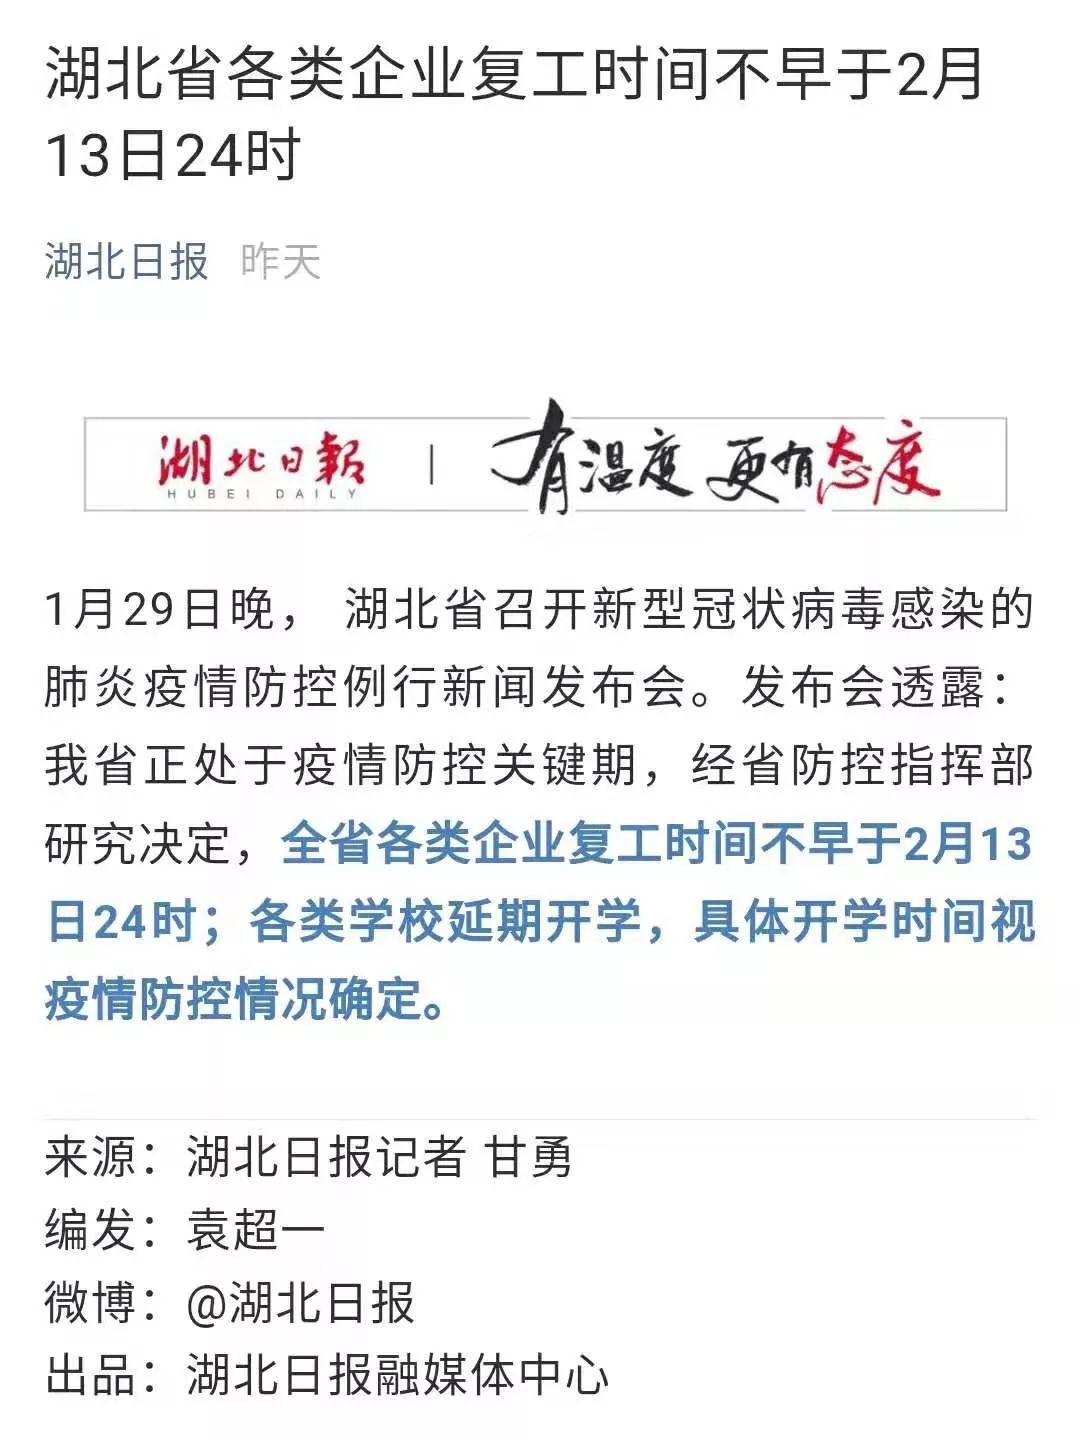 湖北省各类企业复工时间不早于2月
13日24时
湖北日报 昨天
湖北日報 | 有温度 更有态度
HUBEI DAILY
1月29日晚， 湖北省召开新型冠状病毒感染的
肺炎疫情防控例行新闻发布会。发布会透露：
我省正处于疫情防控关键期，经省防控指挥部
研究决定，全省各类企业复工时间不早于2月13
日24时；各类学校延期开学，具体开学时间视
疫情防控情况确定。
来源：湖北日报记者 甘勇
编发：袁超一
微博：@湖北日报
出品：湖北日报融媒体中心